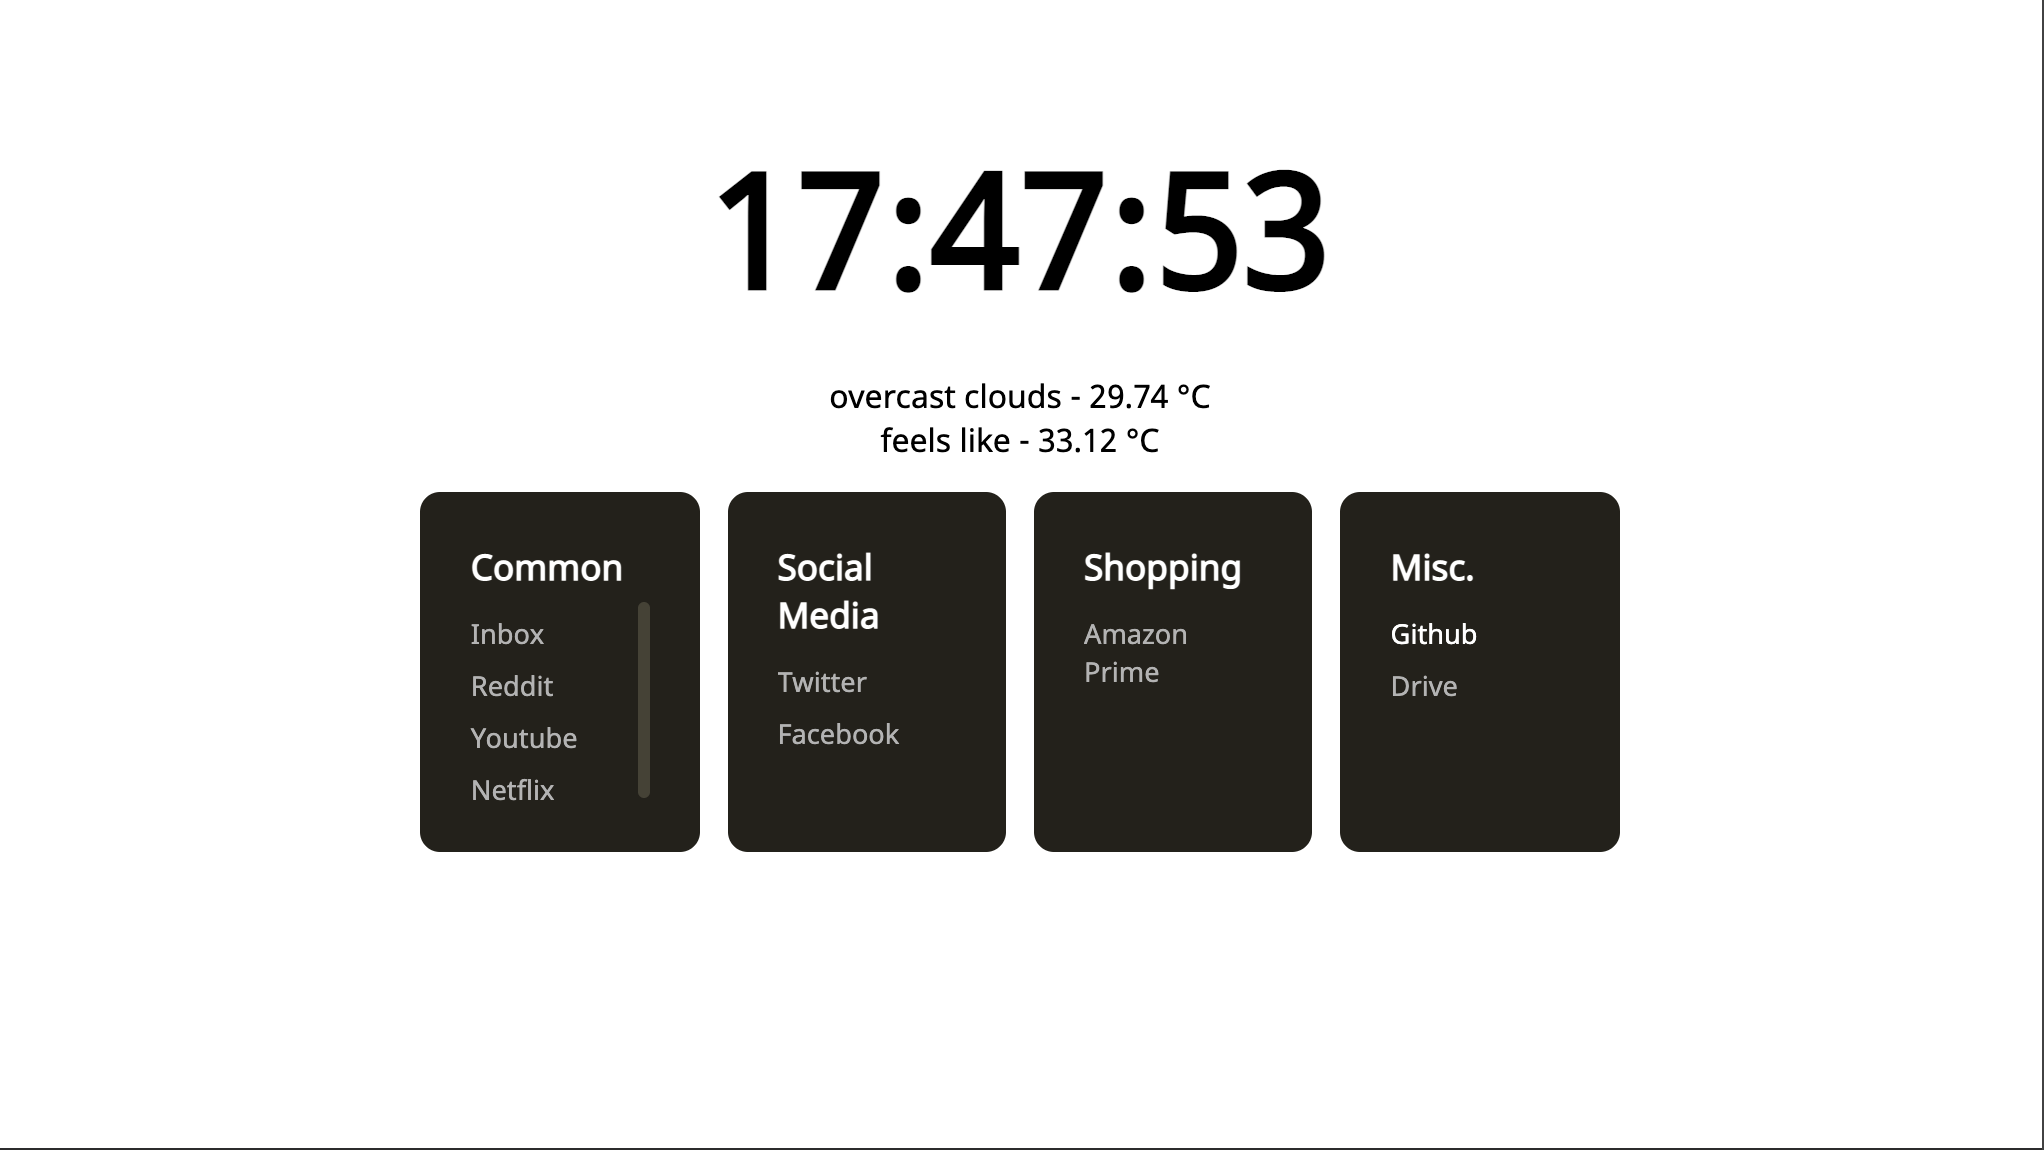 17:47:53
overcast clouds - 29.74 °C
feels like - 33.12 °C
Common
Inbox
Reddit
Youtube
Netflix
Social
Media
Twitter
Facebook
Shopping
Amazon
Prime
Misc.
Github
Drive